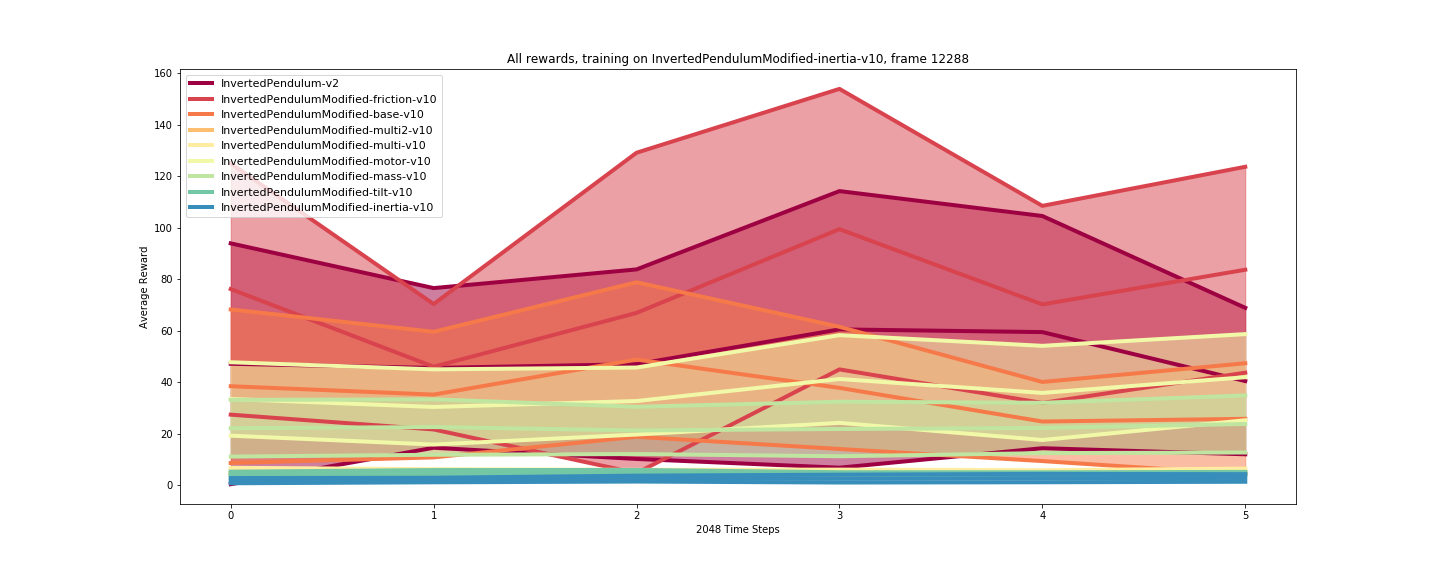 All rewards, training on InvertedPendulumModified-inertia-v10, frame 12288
160
140
120
100
80
60
40
20
0
Average Reward
InvertedPendulum-v2
InvertedPendulumModified-friction-v10
InvertedPendulumModified-base-v10
InvertedPendulumModified-multi2-v10
InvertedPendulumModified-multi-v10
InvertedPendulumModified-motor-v10
InvertedPendulumModified-mass-v10
InvertedPendulumModified-tilt-v10
InvertedPendulumModified-inertia-v10
0 1 2 3 4 5
2048 Time Steps